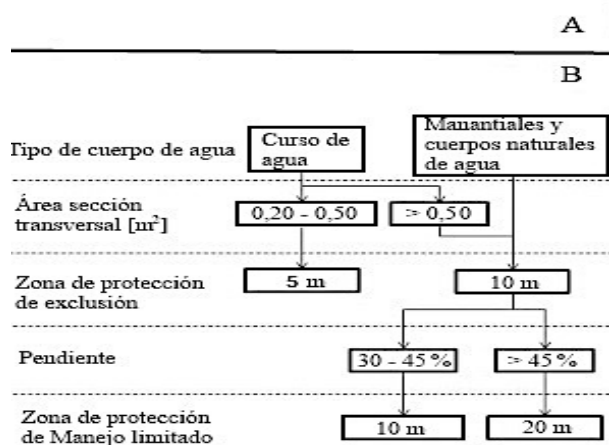 A
B
Tipo de cuerpo de agua
Curso de
agua
Manantiales y
cuerpos naturales
de agua
Área sección
transversal [m²]
0,20 - 0,50
> 0,50
Zona de protección
de exclusión
5 m
10 m
Pendiente
30 - 45 %
> 45 %
Zona de protección
de Manejo limitado
10 m
20 m